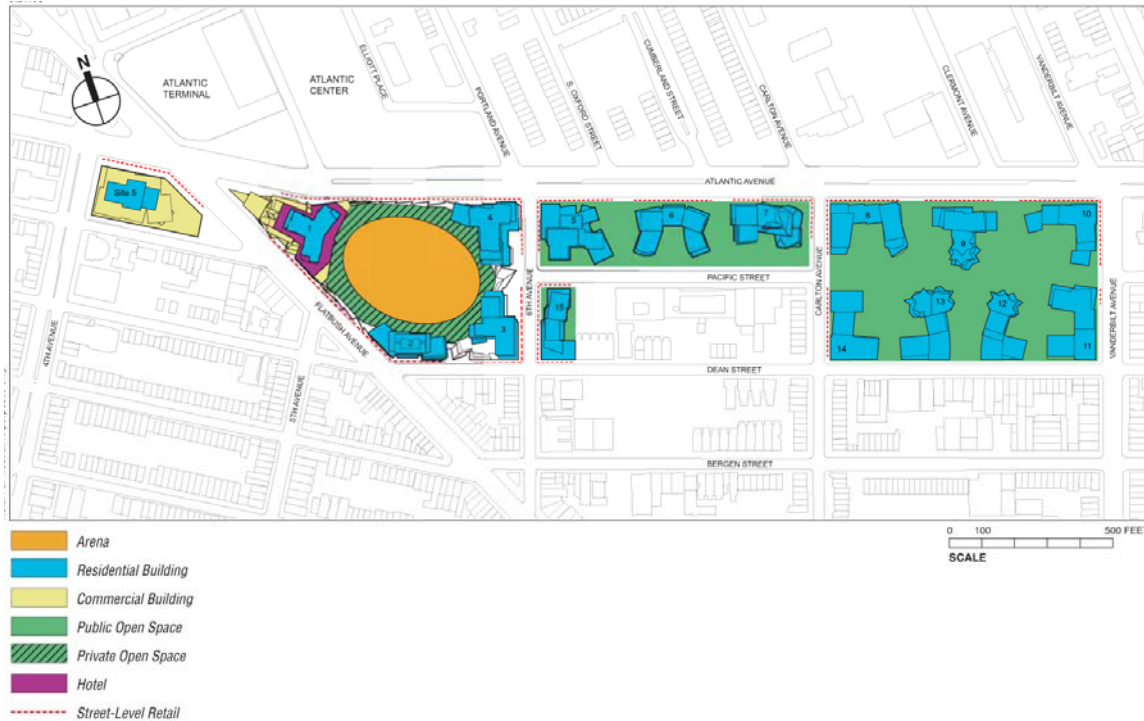 N
ATLANTIC
TERMINAL
ATLANTIC
CENTER
ELLIOTT PLACE
PORTLAND AVENUE
S. OXFORD STREET
CUMBERLAND STREET
CARLTON AVENUE
CLERMONT AVENUE
VANDERBILT AVENUE
ATLANTIC AVENUE
Site 5
1
4
5
6
7
8
9
10
PACIFIC STREET
6TH AVENUE
CARLTON AVENUE
VANDERBILT AVENUE
FLATBUSH AVENUE
4TH AVENUE
5TH AVENUE
2
3
15
13
12
14
11
DEAN STREET
BERGEN STREET
Arena
Residential Building
Commercial Building
Public Open Space
Private Open Space
Hotel
Street-Level Retail
0 100 500 FEET
SCALE